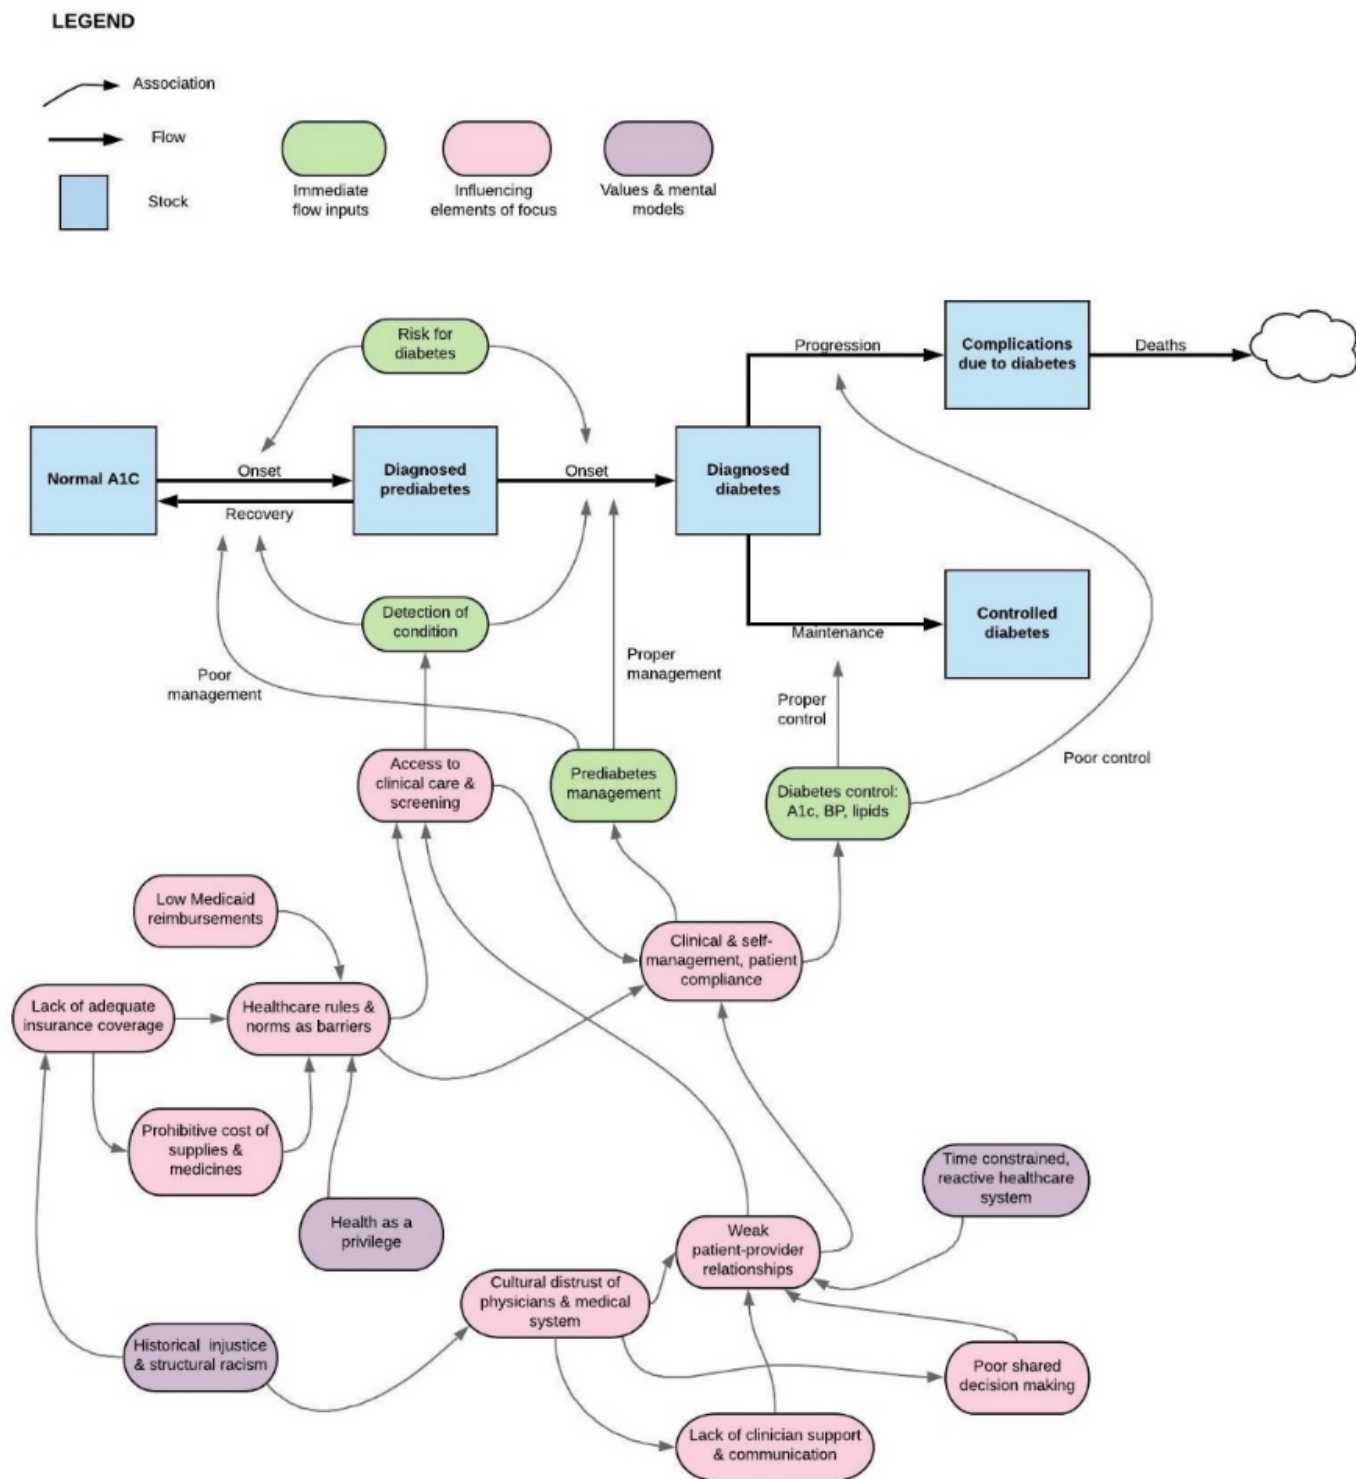 LEGEND
Association
Flow
Stock
Immediate
flow inputs
Influencing
elements of focus
Values & mental
models
Risk for
diabetes
Progression
Complications
due to diabetes
Deaths
Normal A1C
Onset
Recovery
Diagnosed
prediabetes
Onset
Diagnosed
diabetes
Detection of
condition
Maintenance
Controlled
diabetes
Poor
management
Proper
management
Proper
control
Poor control
Access to
clinical care &
screening
Prediabetes
management
Diabetes control:
A1c, BP, lipids
Low Medicaid
reimbursements
Clinical & self-
management, patient
compliance
Lack of adequate
insurance coverage
Healthcare rules &
norms as barriers
Prohibitive cost of
supplies &
medicines
Health as a
privilege
Time constrained,
reactive healthcare
system
Weak
patient-provider
relationships
Cultural distrust of
physicians & medical
system
Historical injustice
& structural racism
Poor shared
decision making
Lack of clinician support
& communication